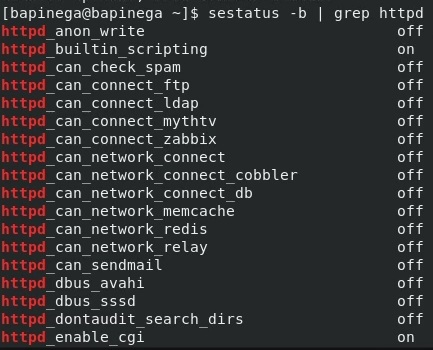 [bapinega@bapinega ~]$ sestatus -b | grep httpd
httpd_anon_write off
httpd_builtin_scripting on
httpd_can_check_spam off
httpd_can_connect_ftp off
httpd_can_connect_ldap off
httpd_can_connect_mythtv off
httpd_can_connect_zabbix off
httpd_can_network_connect off
httpd_can_network_connect_cobbler off
httpd_can_network_connect_db off
httpd_can_network_memcache off
httpd_can_network_redis off
httpd_can_network_relay off
httpd_can_sendmail off
httpd_dbus_avahi off
httpd_dbus_sssd off
httpd_dontaudit_search_dirs off
httpd_enable_cgi on